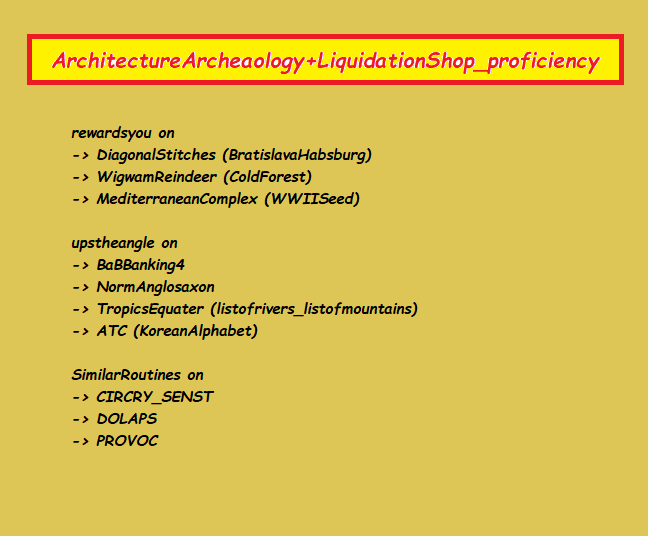 ArchitectureArcheaology+LiquidationShop_proficiency
rewardsyou on
-> DiagonalStitches (BratislavaHabsburg)
-> WigwamReindeer (ColdForest)
-> MediterraneanComplex (WWIISeed)
upstheangle on
-> BaBBanking4
-> NormAnglosaxon
-> TropicsEquater (listofrivers_listofmountains)
-> ATC (KoreanAlphabet)
SimilarRoutines on
-> CIRCRY_SENST
-> DOLAPS
-> PROVOC